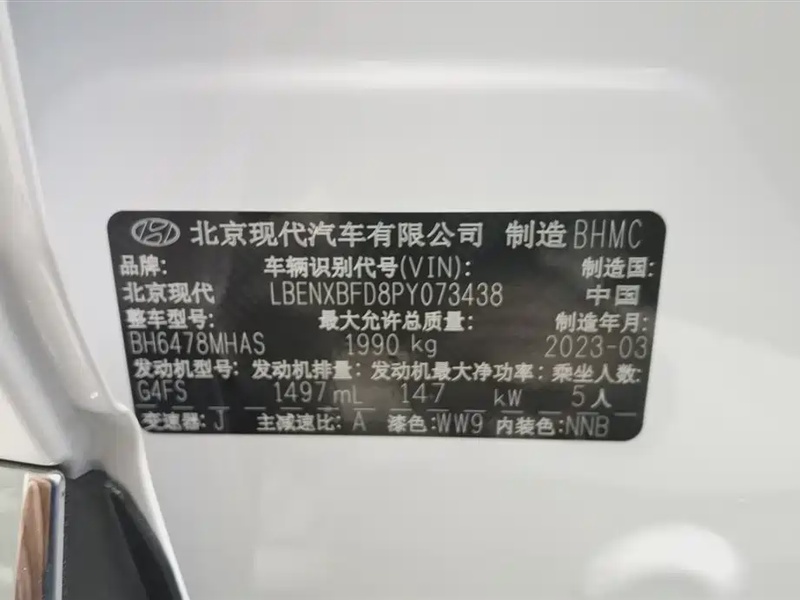 北京现代汽车有限公司 制造 BHMC
品牌: 车辆识别代号(VIN): 制造国:
北京现代 LBENXBFD8PY073438 中国
整车型号: 最大允许总质量: 制造年月:
BH6478MHAS 1990 kg 2023-03
发动机型号: 发动机排量: 发动机最大净功率: 乘坐人数:
G4FS 1497 mL 147 kW 5 人
变速器: J 主减速比: A 漆色: WW9 内装色: NNB